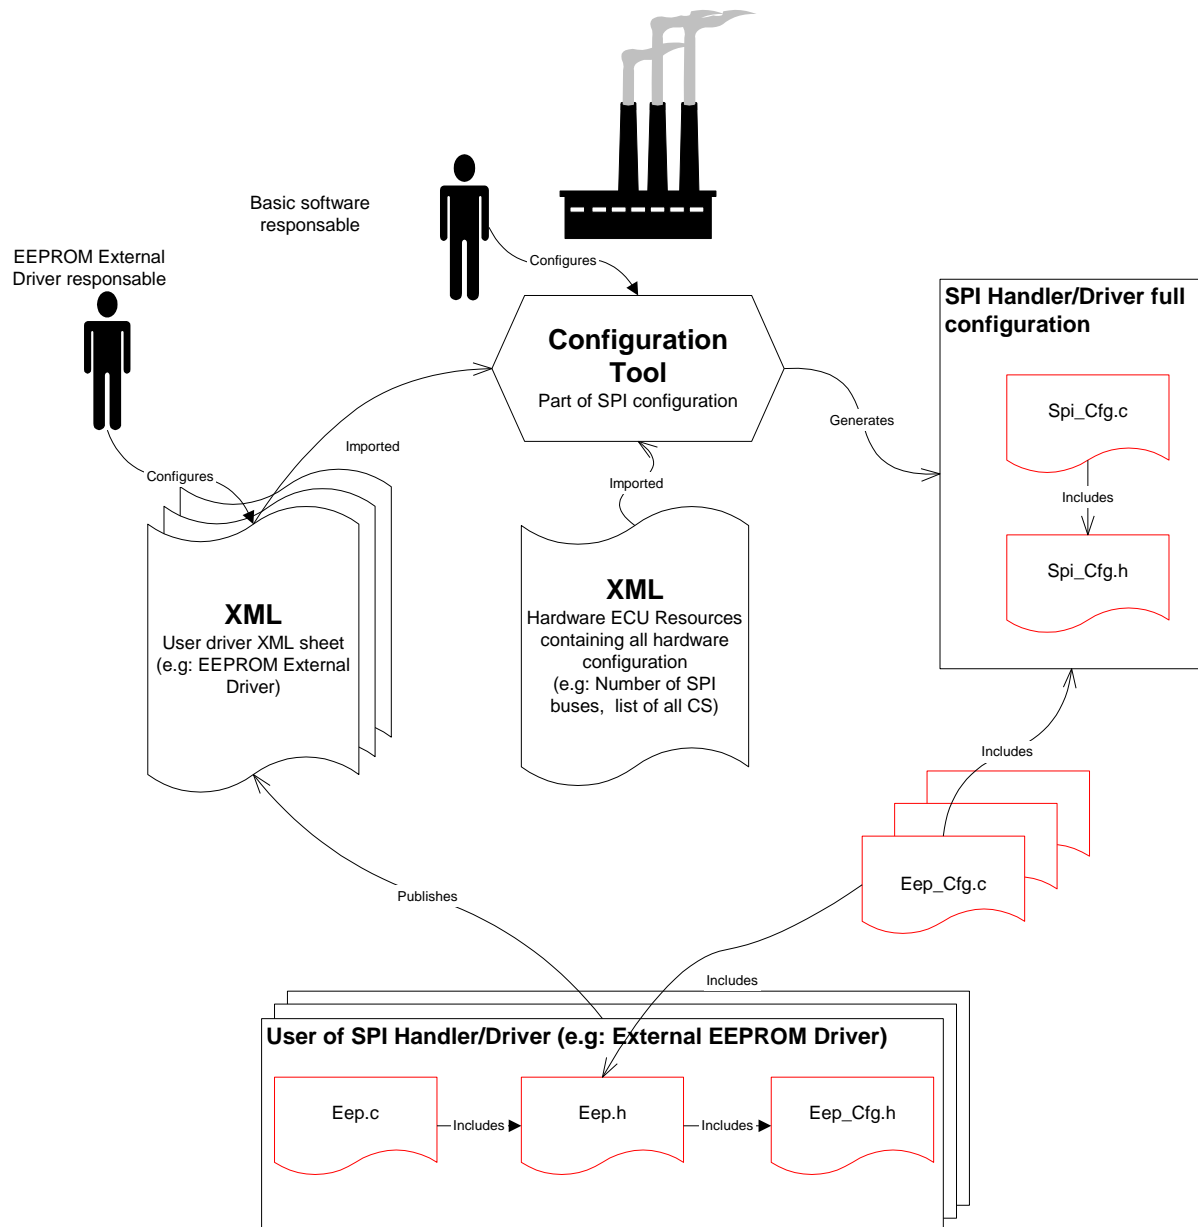 Basic software
responsable
EEPROM External
Driver responsable
Configures
SPI Handler/Driver full
configuration
Configuration
Tool
Part of SPI configuration
Spi_Cfg.c
Generates
Imported
Configures
Imported
Includes
Spi_Cfg.h
XML
User driver XML sheet
(e.g: EEPROM External
Driver)
XML
Hardware ECU Resources
containing all hardware
configuration
(e.g: Number of SPI
buses,  list of all CS)
Includes
Eep_Cfg.c
Publishes
Includes
User of SPI Handler/Driver (e.g: External EEPROM Driver)
Eep.c
Includes
Eep.h
Includes
Eep_Cfg.h